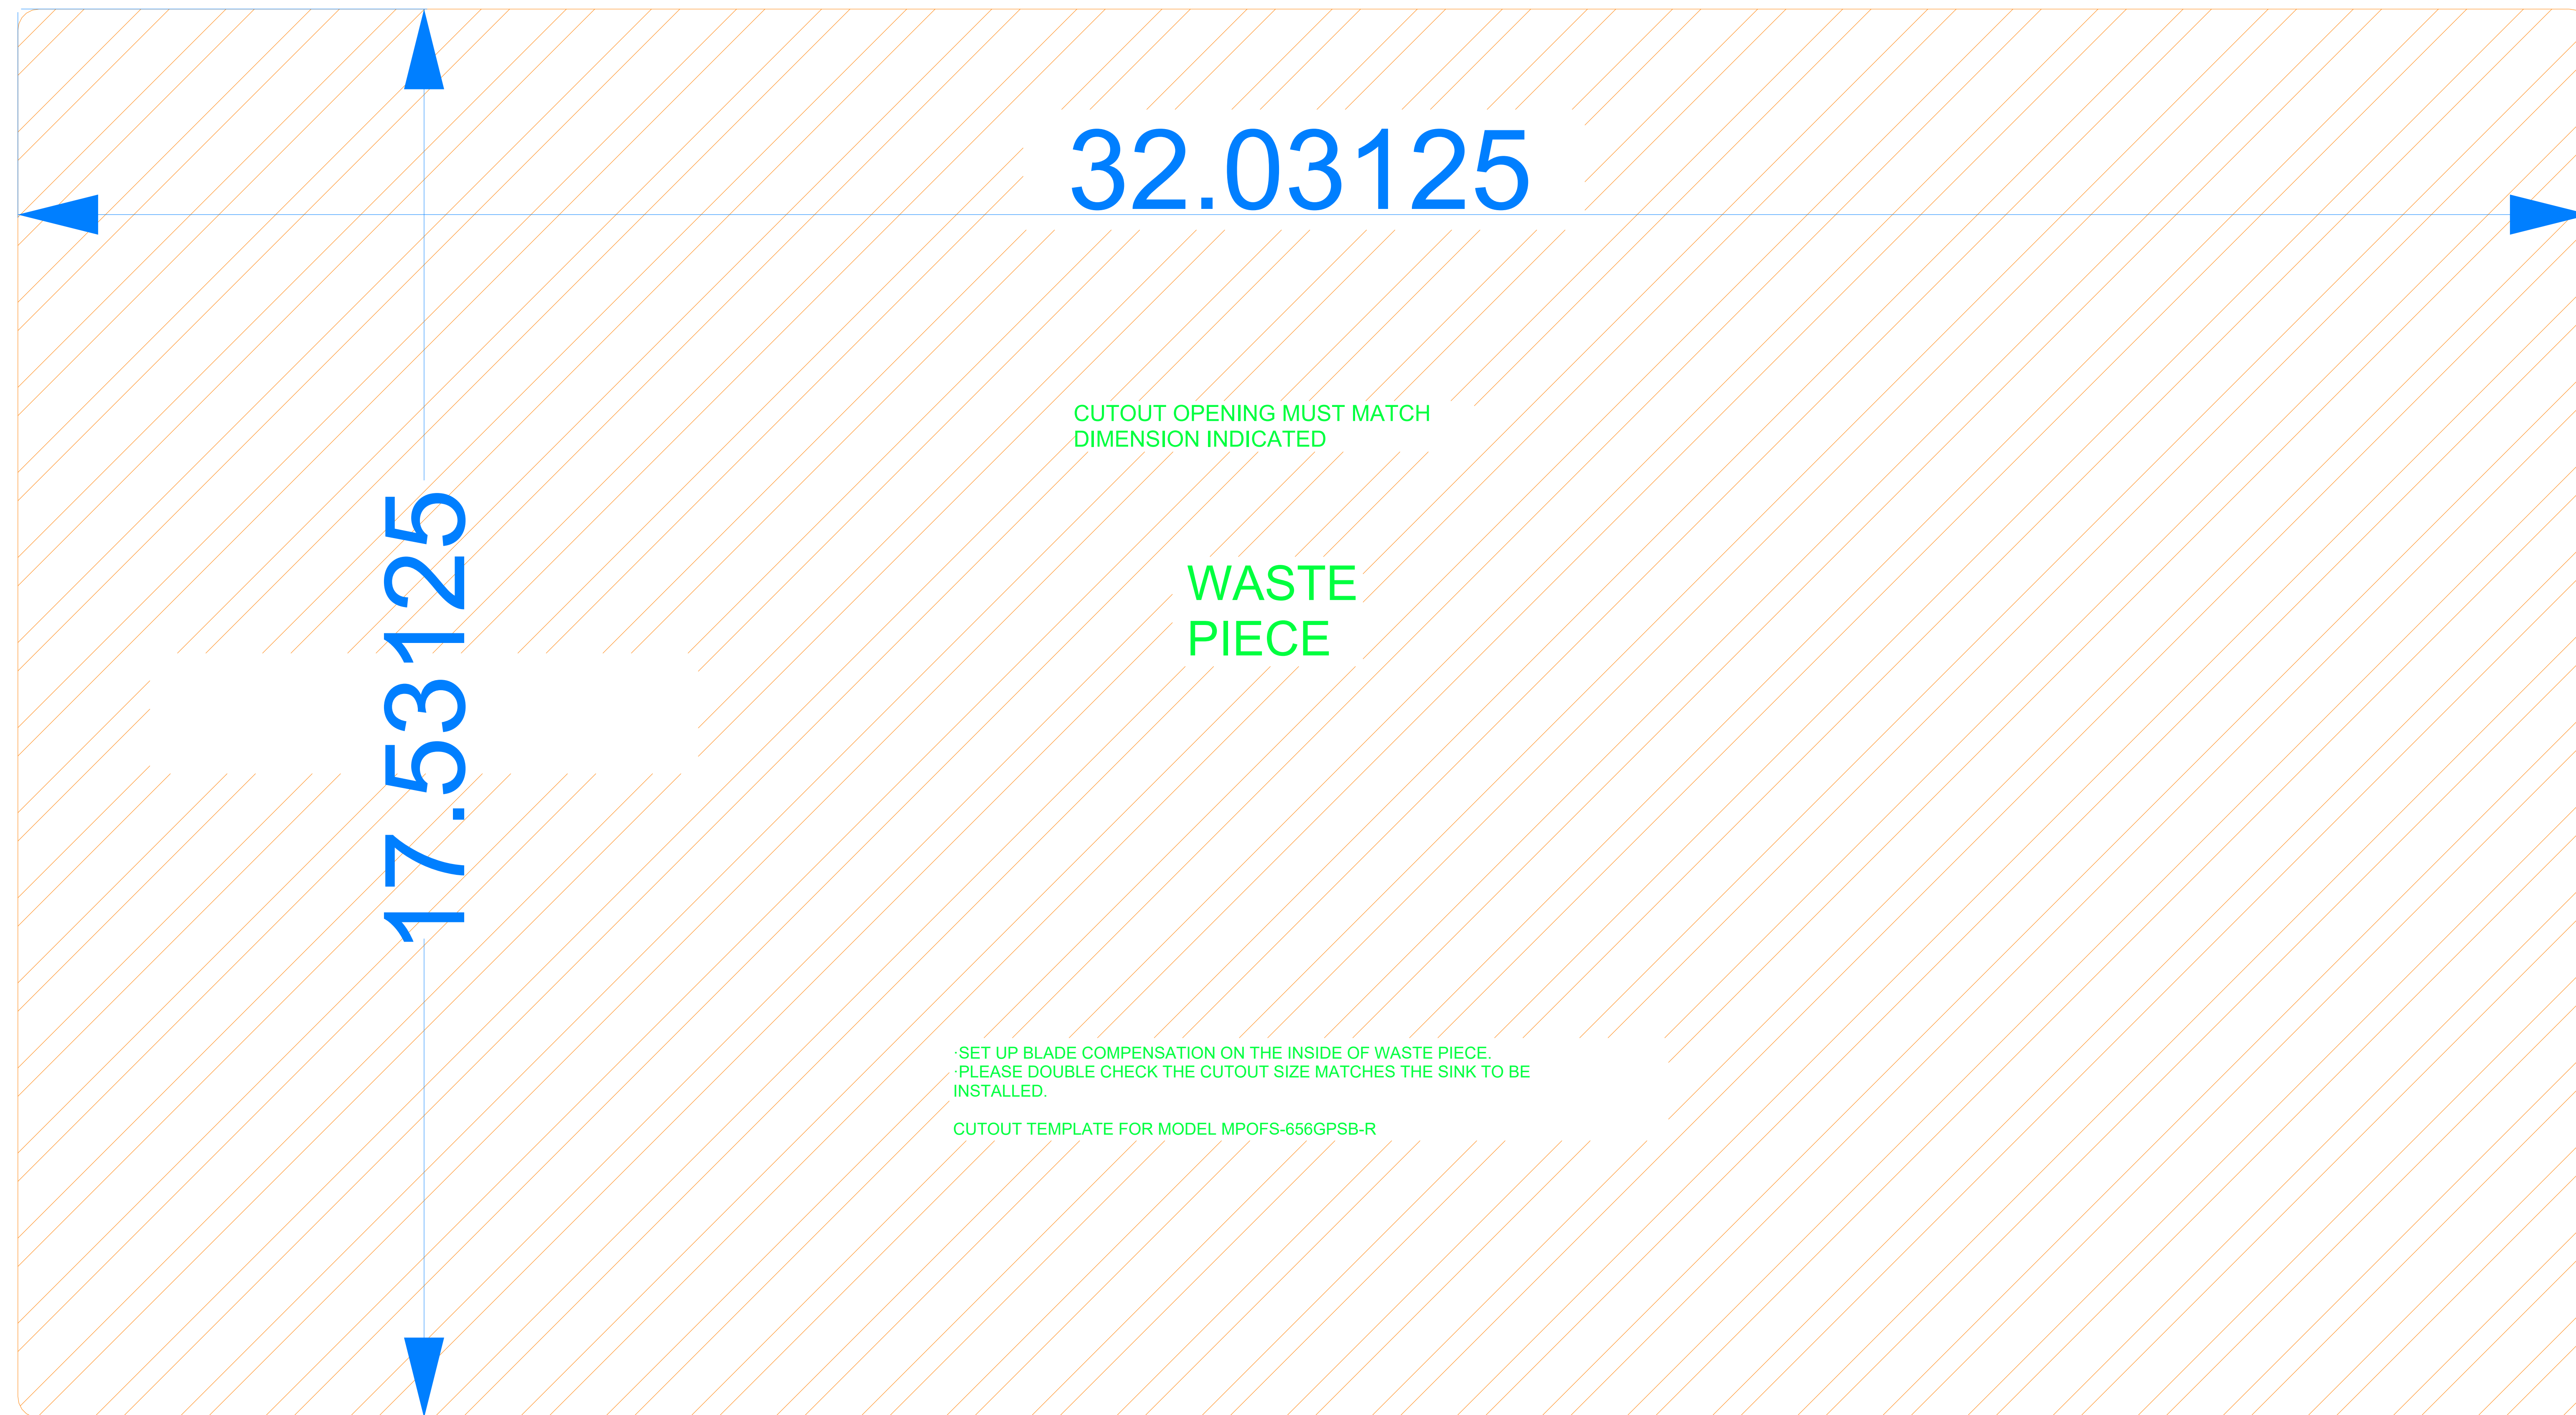 32.03125
CUTOUT OPENING MUST MATCH
DIMENSION INDICATED
17.53125
WASTE
PIECE
·SET UP BLADE COMPENSATION ON THE INSIDE OF WASTE PIECE.
·PLEASE DOUBLE CHECK THE CUTOUT SIZE MATCHES THE SINK TO BE
INSTALLED.
CUTOUT TEMPLATE FOR MODEL MPOFS-656GPSB-R